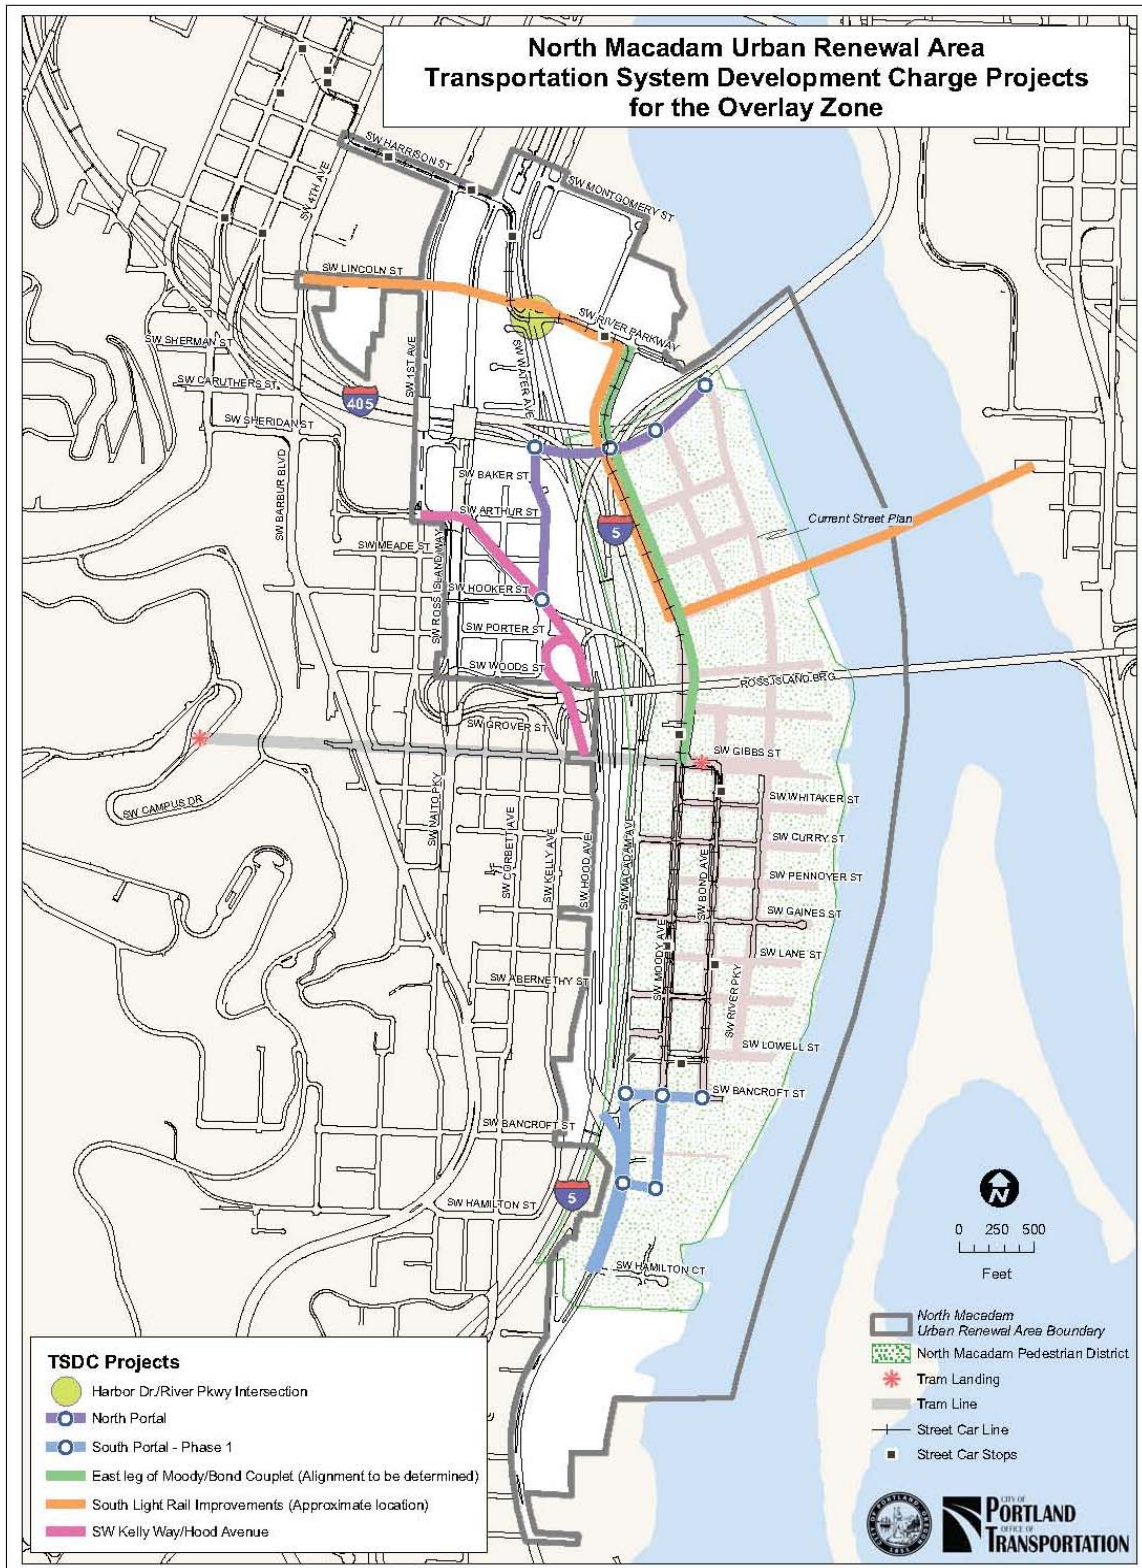 North Macadam Urban Renewal Area
Transportation System Development Charge Projects
for the Overlay Zone
SW HARRISON ST
SW MONTGOMERY ST
SW 4TH AVE
SW LINCOLN ST
SW RIVER PARKWAY
SW SHERMAN ST
SW 1ST AVE
SW WATER AVE
SW CARUTHERS ST
405
SW SHERIDAN ST
SW BARBUR BLVD
SW BAKER ST
SW ARTHUR ST
Current Street Plan
5
SW MEADE ST
SW ROSS ISLAND WAY
SW HOOKER ST
SW PORTER ST
SW WOODS ST
ROSS ISLAND BRG
SW GROVER ST
SW GIBBS ST
SW CAMPUS DR
SW NAITO PKY
SW WHITAKER ST
SW CORBETT AVE
SW KELLY AVE
SW HOOD AVE
SW MACADAM AVE
SW BOND AVE
SW CURRY ST
SW PENNOYER ST
SW GAINES ST
SW MOODY AVE
SW LANE ST
SW ABERNETHY ST
SW RIVER PKY
SW LOWELL ST
SW BANCROFT ST
SW BANCROFT ST
5
SW HAMILTON ST
SW HAMILTON CT
N
0 250 500
Feet
North Macadam
Urban Renewal Area Boundary
North Macadam Pedestrian District
Tram Landing
Tram Line
Street Car Line
Street Car Stops
TSDC Projects
Harbor Dr./River Pkwy Intersection
North Portal
South Portal - Phase 1
East leg of Moody/Bond Couplet (Alignment to be determined)
South Light Rail Improvements (Approximate location)
SW Kelly Way/Hood Avenue
CITY OF
PORTLAND
OFFICE OF
TRANSPORTATION